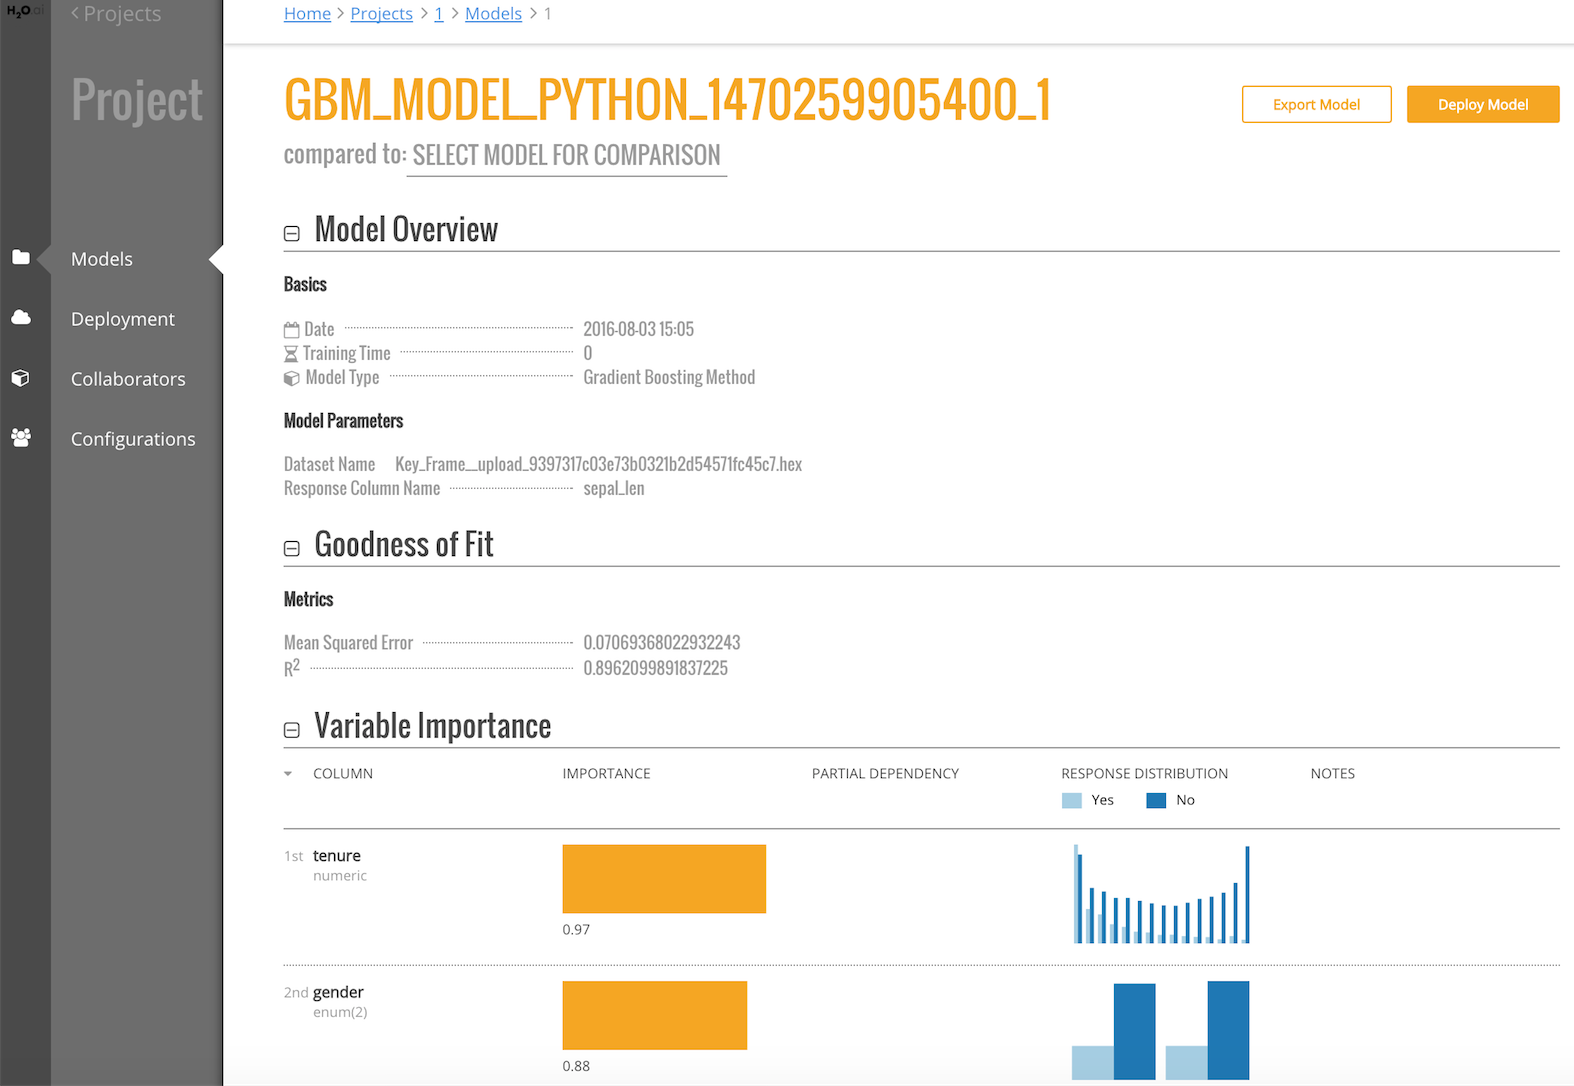 H2O.ai
Projects
Home > Projects > 1 > Models > 1
Project
GBM_MODEL_PYTHON_1470259905400_1
Export Model
Deploy Model
compared to: SELECT MODEL FOR COMPARISON
Models
Deployment
Collaborators
Configurations
Model Overview
Basics
Date 2016-08-03 15:05
Training Time 0
Model Type Gradient Boosting Method
Model Parameters
Dataset Name Key_Frame__upload_9397317c03e73b0321b2d54571fc45c7.hex
Response Column Name sepal_len
Goodness of Fit
Metrics
Mean Squared Error 0.07069368022932243
R2 0.8962099891837225
Variable Importance
COLUMN IMPORTANCE PARTIAL DEPENDENCY RESPONSE DISTRIBUTION NOTES
Yes No
1st tenure
numeric
0.97
2nd gender
enum(2)
0.88